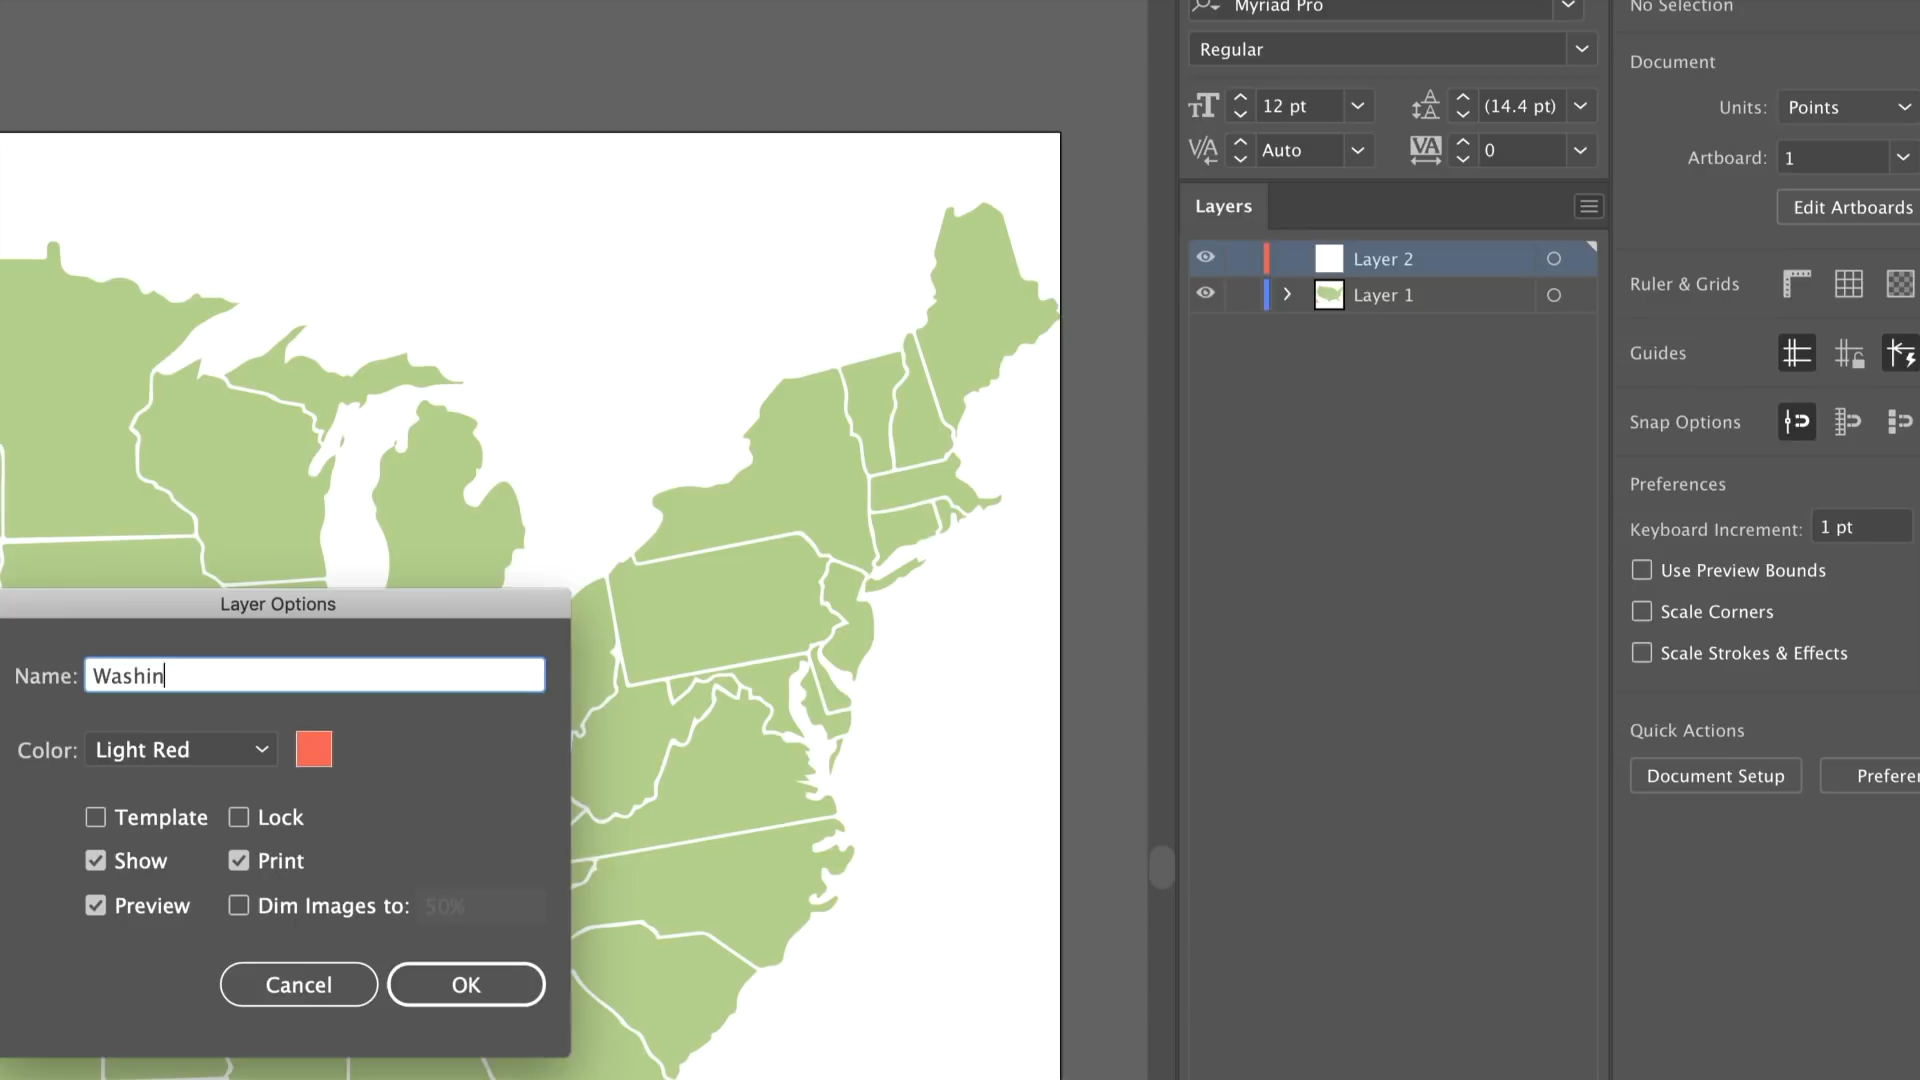 Myriad Pro
Regular
12 pt
(14.4 pt)
Auto
0
Layers
Layer 2
Layer 1
No Selection
Document
Units: Points
Artboard: 1
Edit Artboards
Ruler & Grids
Guides
Snap Options
Preferences
Keyboard Increment: 1 pt
Use Preview Bounds
Scale Corners
Scale Strokes & Effects
Quick Actions
Document Setup
Prefere
Layer Options
Name: Washin
Color: Light Red
Template Lock
Show Print
Preview Dim Images to: 50%
Cancel OK